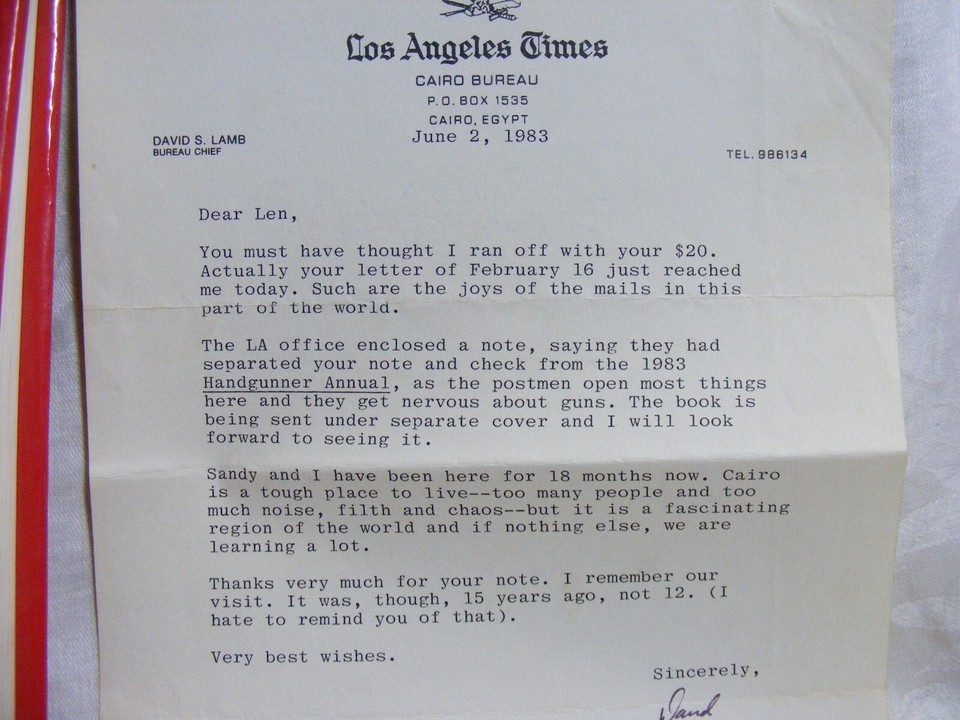 Los Angeles Times
CAIRO BUREAU
P.O. BOX 1535
CAIRO, EGYPT
June 2, 1983
DAVID S. LAMB
BUREAU CHIEF
TEL. 986134
Dear Len,
You must have thought I ran off with your $20.
Actually your letter of February 16 just reached
me today. Such are the joys of the mails in this
part of the world.
The LA office enclosed a note, saying they had
separated your note and check from the 1983
Handgunner Annual, as the postmen open most things
here and they get nervous about guns. The book is
being sent under separate cover and I will look
forward to seeing it.
Sandy and I have been here for 18 months now. Cairo
is a tough place to live--too many people and too
much noise, filth and chaos--but it is a fascinating
region of the world and if nothing else, we are
learning a lot.
Thanks very much for your note. I remember our
visit. It was, though, 15 years ago, not 12. (I
hate to remind you of that).
Very best wishes.
Sincerely,
David